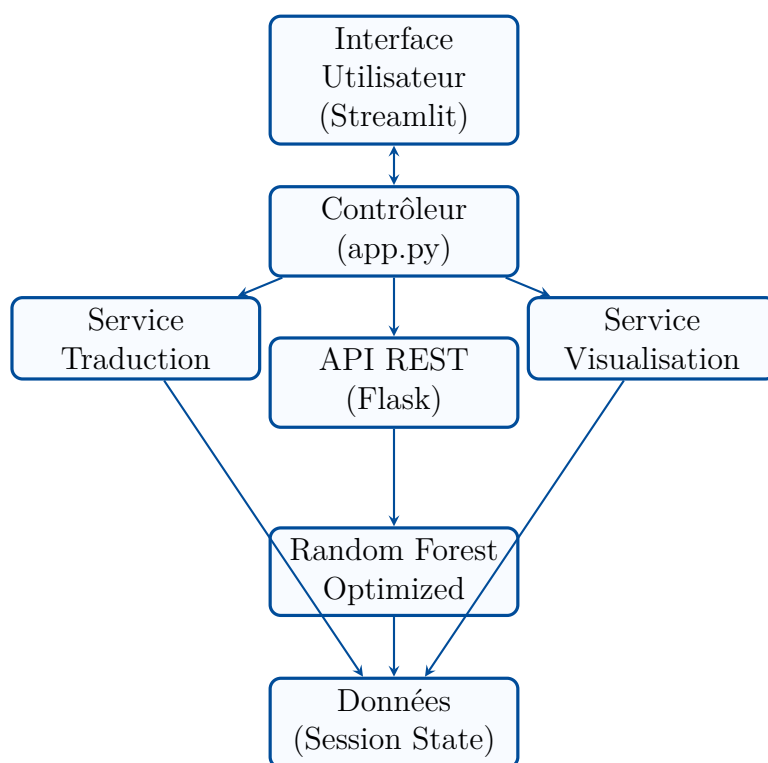 Interface
Utilisateur
(Streamlit)
Contrôleur
(app.py)
Service
Traduction
API REST
(Flask)
Service
Visualisation
Random Forest
Optimized
Données
(Session State)